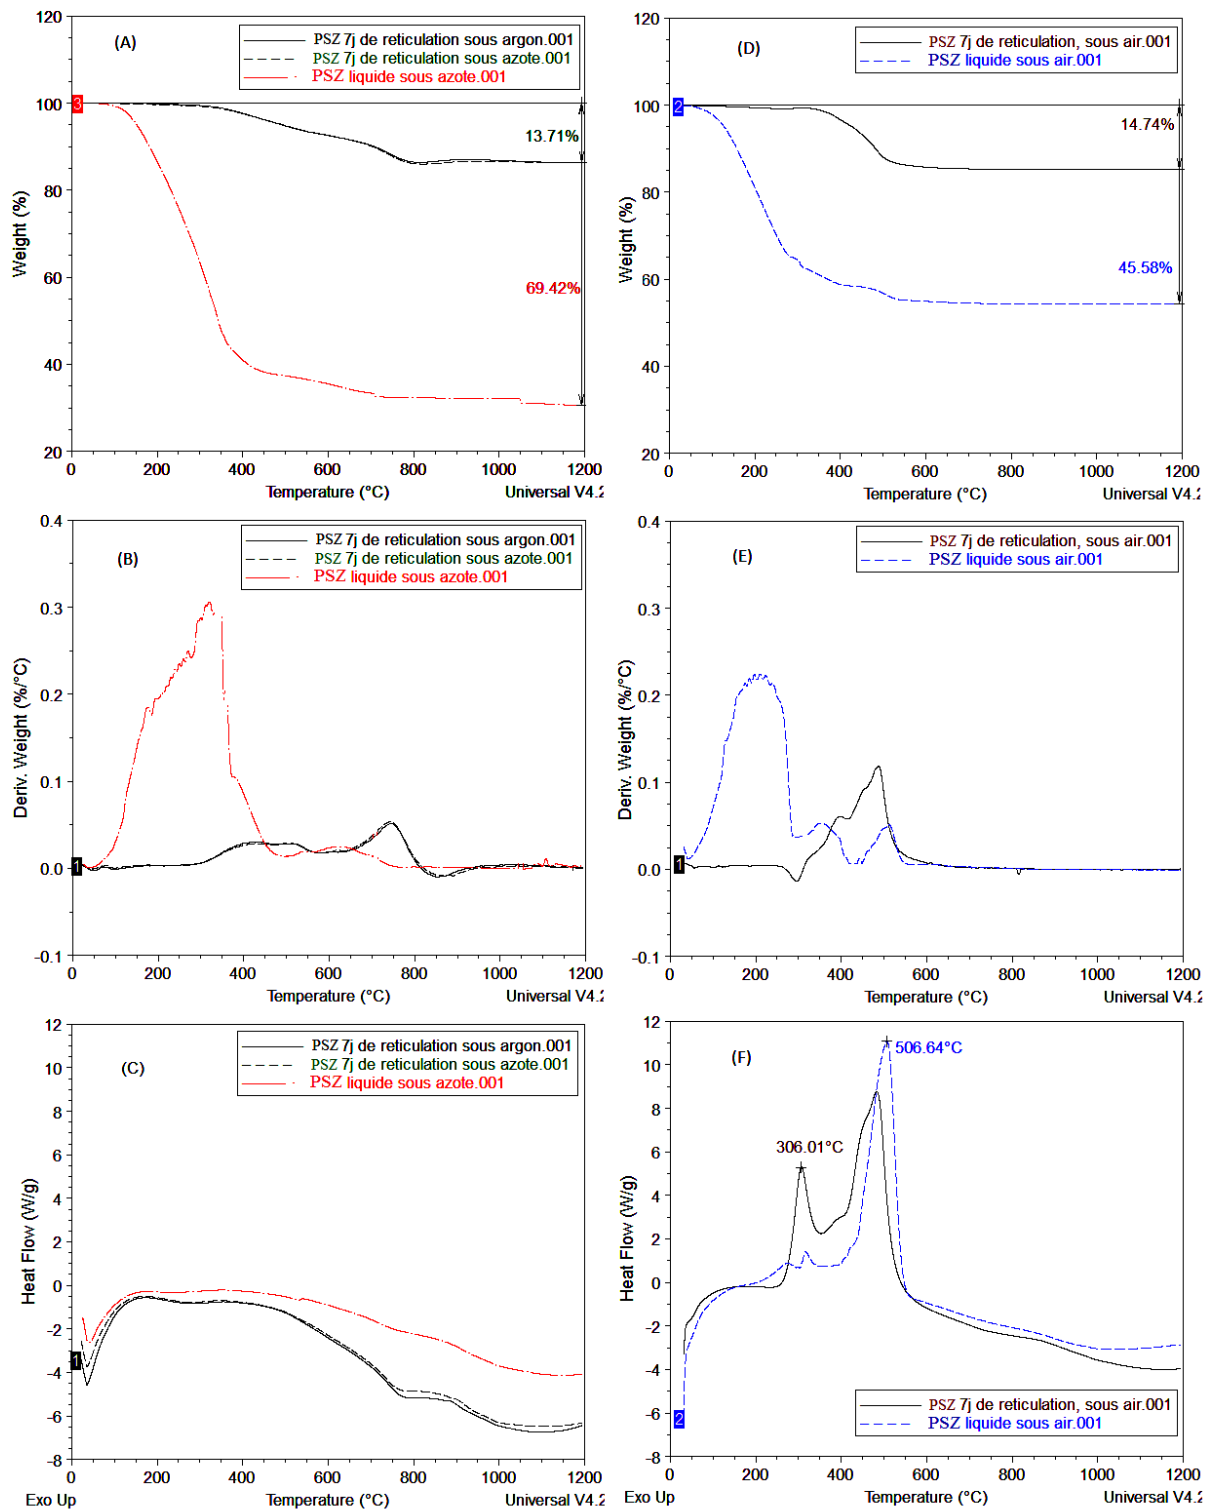 (A)
PSZ 7j de reticulation sous argon.001
PSZ 7j de reticulation sous azote.001
PSZ liquide sous azote.001
3
13.71%
69.42%
Weight (%)
100
80
60
40
20
0 200 400 600 800 1000 1200
Temperature (°C) Universal V4.2
(D)
PSZ 7j de reticulation, sous air.001
PSZ liquide sous air.001
2
14.74%
45.58%
Weight (%)
120
100
80
60
40
20
0 200 400 600 800 1000 1200
Temperature (°C) Universal V4.2
(B)
PSZ 7j de reticulation sous argon.001
PSZ 7j de reticulation sous azote.001
PSZ liquide sous azote.001
1
Deriv. Weight (%/°C)
0.4
0.3
0.2
0.1
0.0
-0.1
0 200 400 600 800 1000 1200
Temperature (°C) Universal V4.2
(E)
PSZ 7j de reticulation, sous air.001
PSZ liquide sous air.001
1
Deriv. Weight (%/°C)
0.4
0.3
0.2
0.1
0.0
-0.1
0 200 400 600 800 1000 1200
Temperature (°C) Universal V4.2
(C)
PSZ 7j de reticulation sous argon.001
PSZ 7j de reticulation sous azote.001
PSZ liquide sous azote.001
1
Heat Flow (W/g)
12
10
8
6
4
2
0
-2
-4
-6
-8
0 200 400 600 800 1000 1200
Exo Up Temperature (°C) Universal V4.2
(F)
506.64°C
306.01°C
2
Heat Flow (W/g)
12
10
8
6
4
2
0
-2
-4
-6
-8
PSZ 7j de reticulation, sous air.001
PSZ liquide sous air.001
0 200 400 600 800 1000 1200
Exo Up Temperature (°C) Universal V4.2